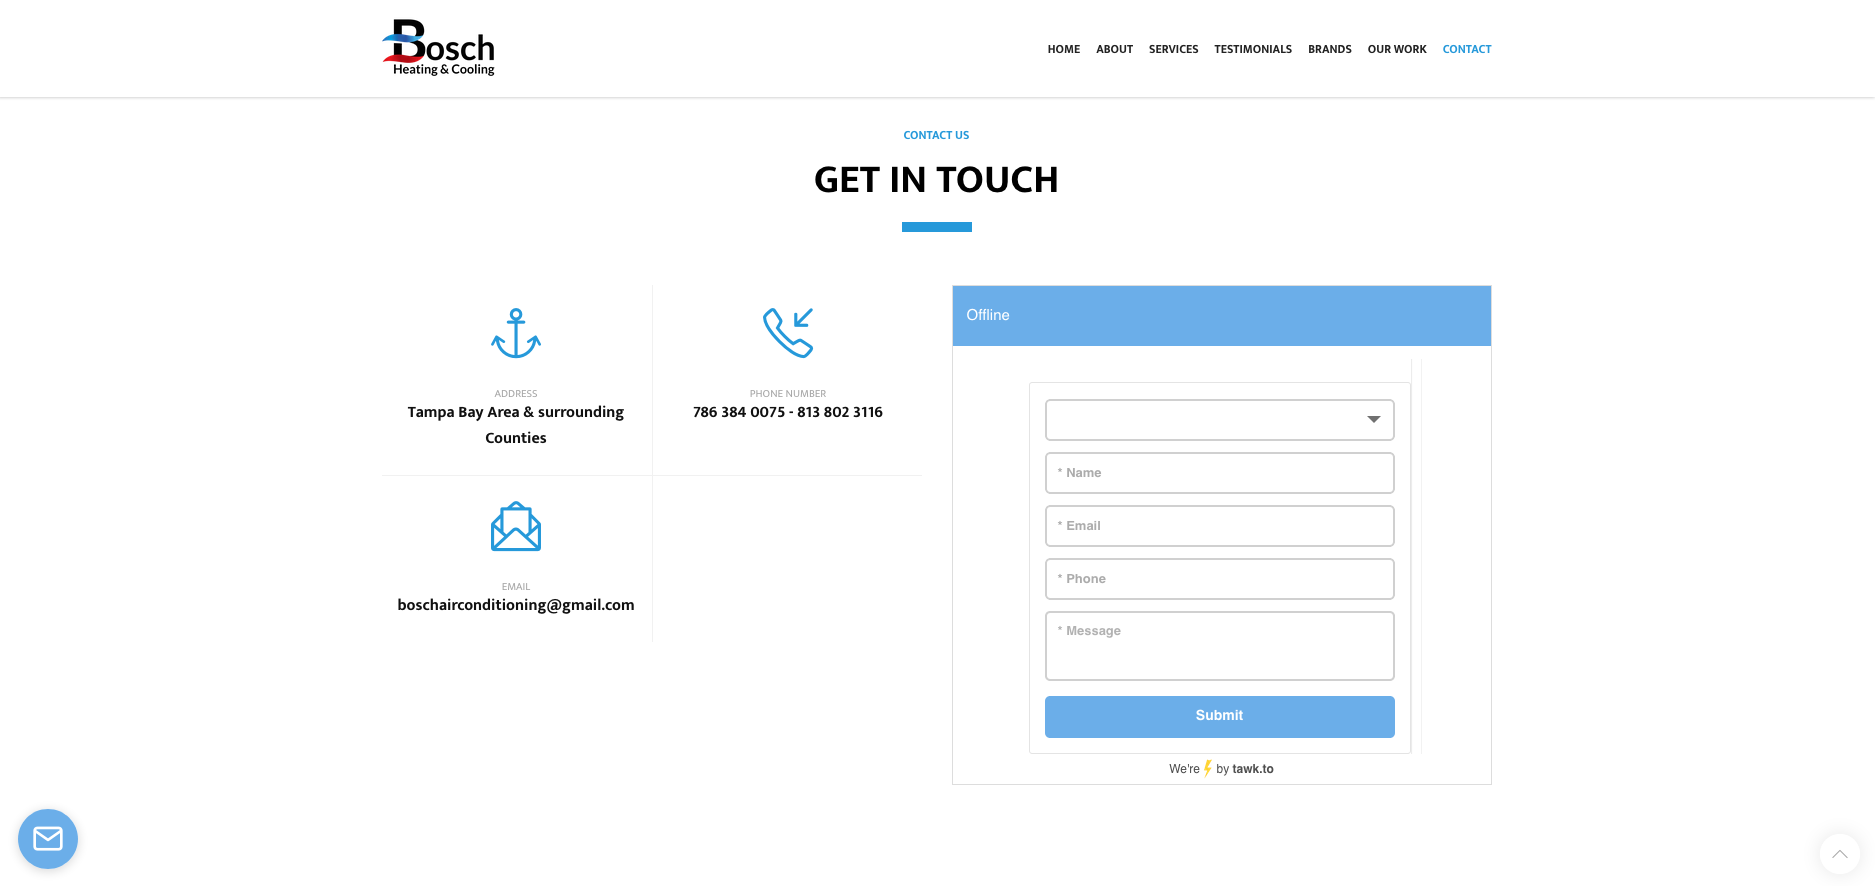 Bosch
Heating & Cooling
HOME ABOUT SERVICES TESTIMONIALS BRANDS OUR WORK CONTACT
CONTACT US
GET IN TOUCH
ADDRESS
Tampa Bay Area & surrounding
Counties
PHONE NUMBER
786 384 0075 - 813 802 3116
EMAIL
boschairconditioning@gmail.com
Offline
* Name
* Email
* Phone
* Message
Submit
We're by tawk.to